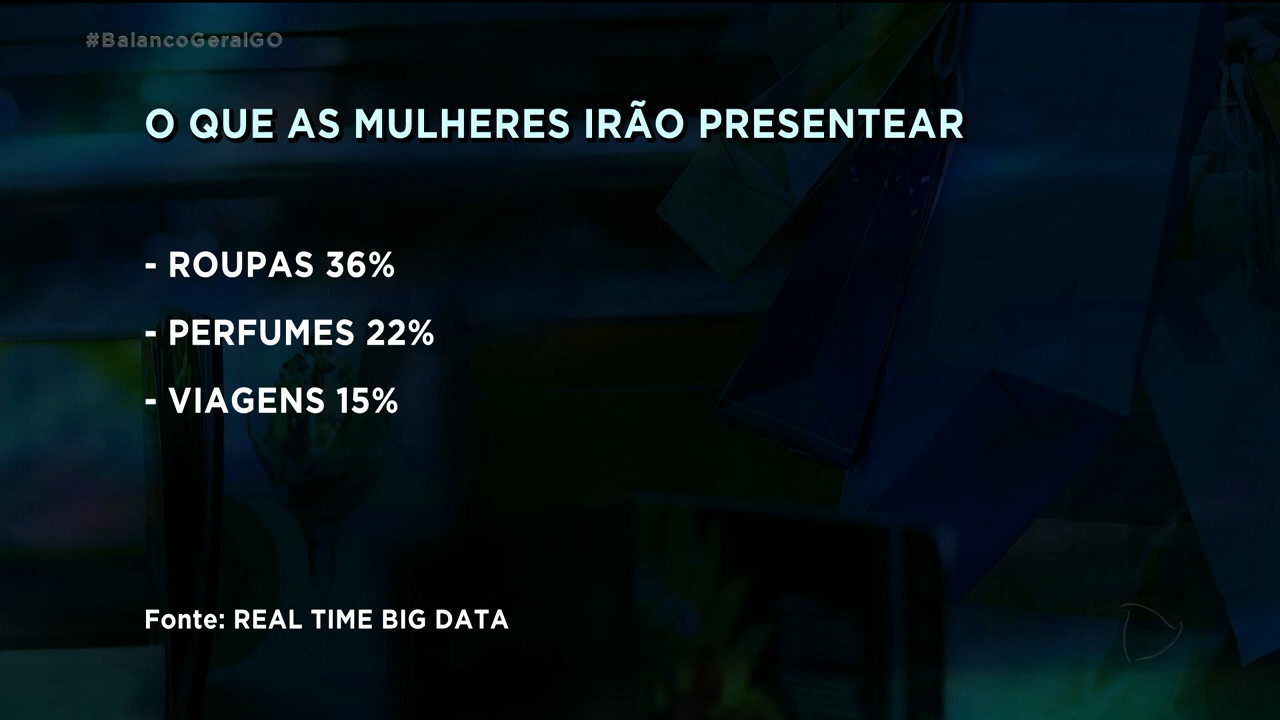 #BalancoGeralGO
O QUE AS MULHERES IRÃO PRESENTEAR
- ROUPAS 36%
- PERFUMES 22%
- VIAGENS 15%
Fonte: REAL TIME BIG DATA